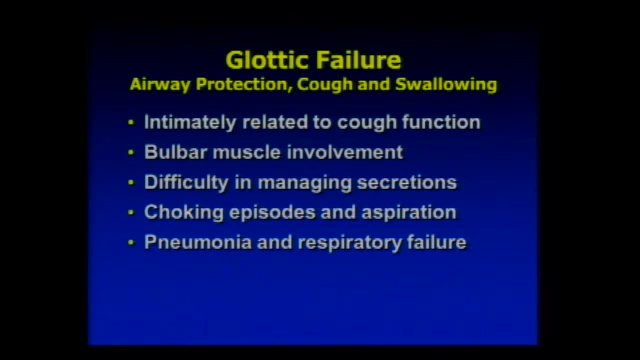 Glottic Failure
Airway Protection, Cough and Swallowing
• Intimately related to cough function
• Bulbar muscle involvement
• Difficulty in managing secretions
• Choking episodes and aspiration
• Pneumonia and respiratory failure